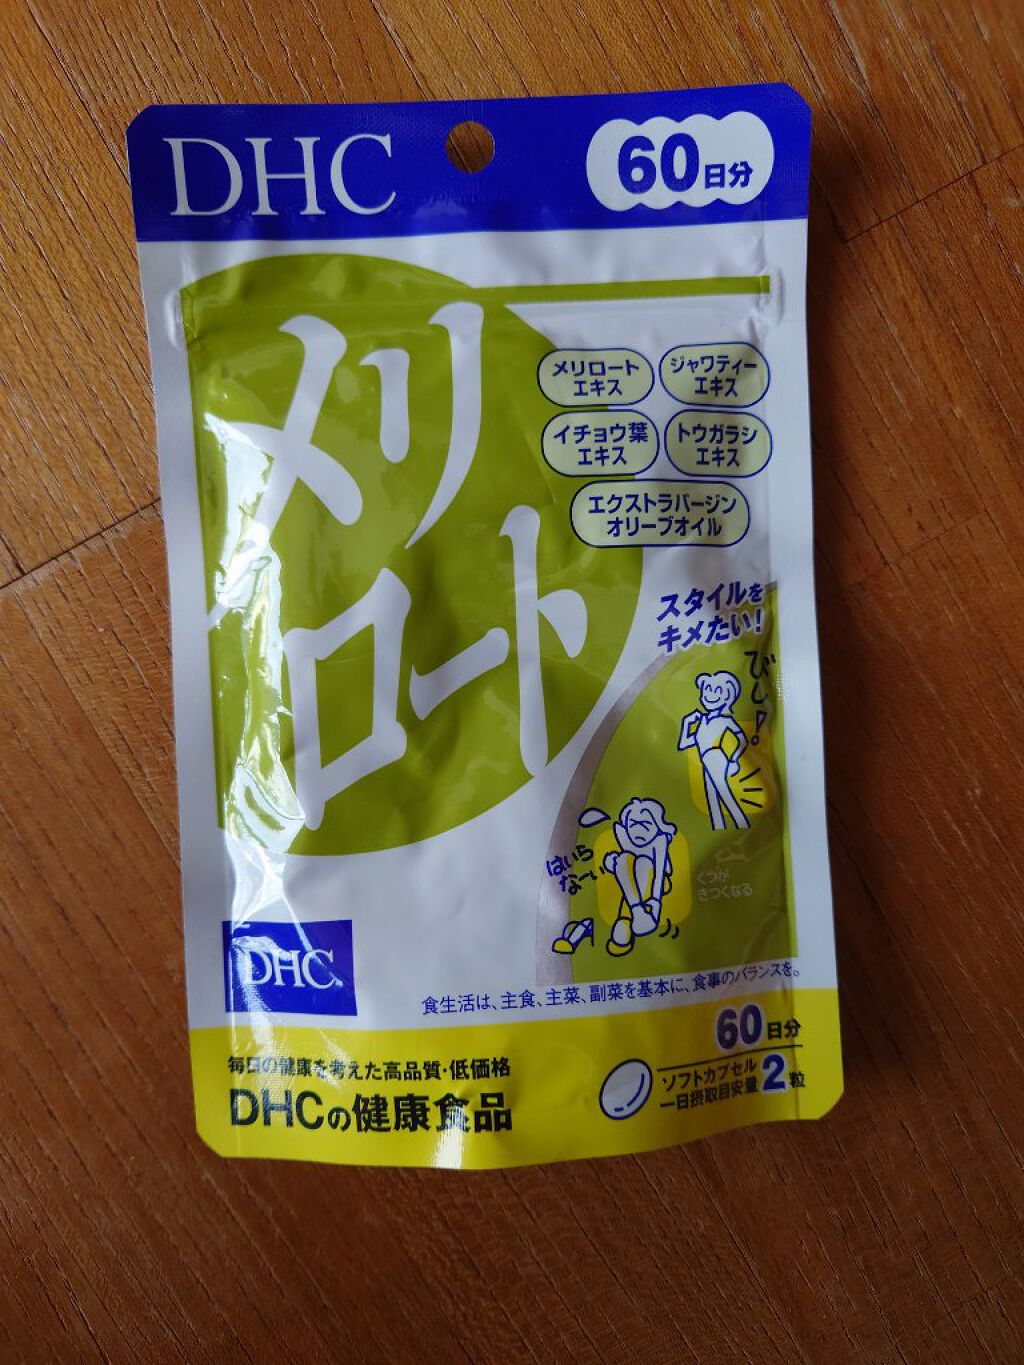 DHC
60日分
メリ
ロート
メリロート
エキス
ジャワティー
エキス
イチョウ葉
エキス
トウガラシ
エキス
エクストラバージン
オリーブオイル
スタイルを
キメたい!
びし!
はいら
な〜い
くつが
きつくなる
DHC
食生活は、主食、主菜、副菜を基本に、食事のバランスを。
毎日の健康を考えた高品質・低価格
DHCの健康食品
60日分
ソフトカプセル
一日摂取目安量2粒